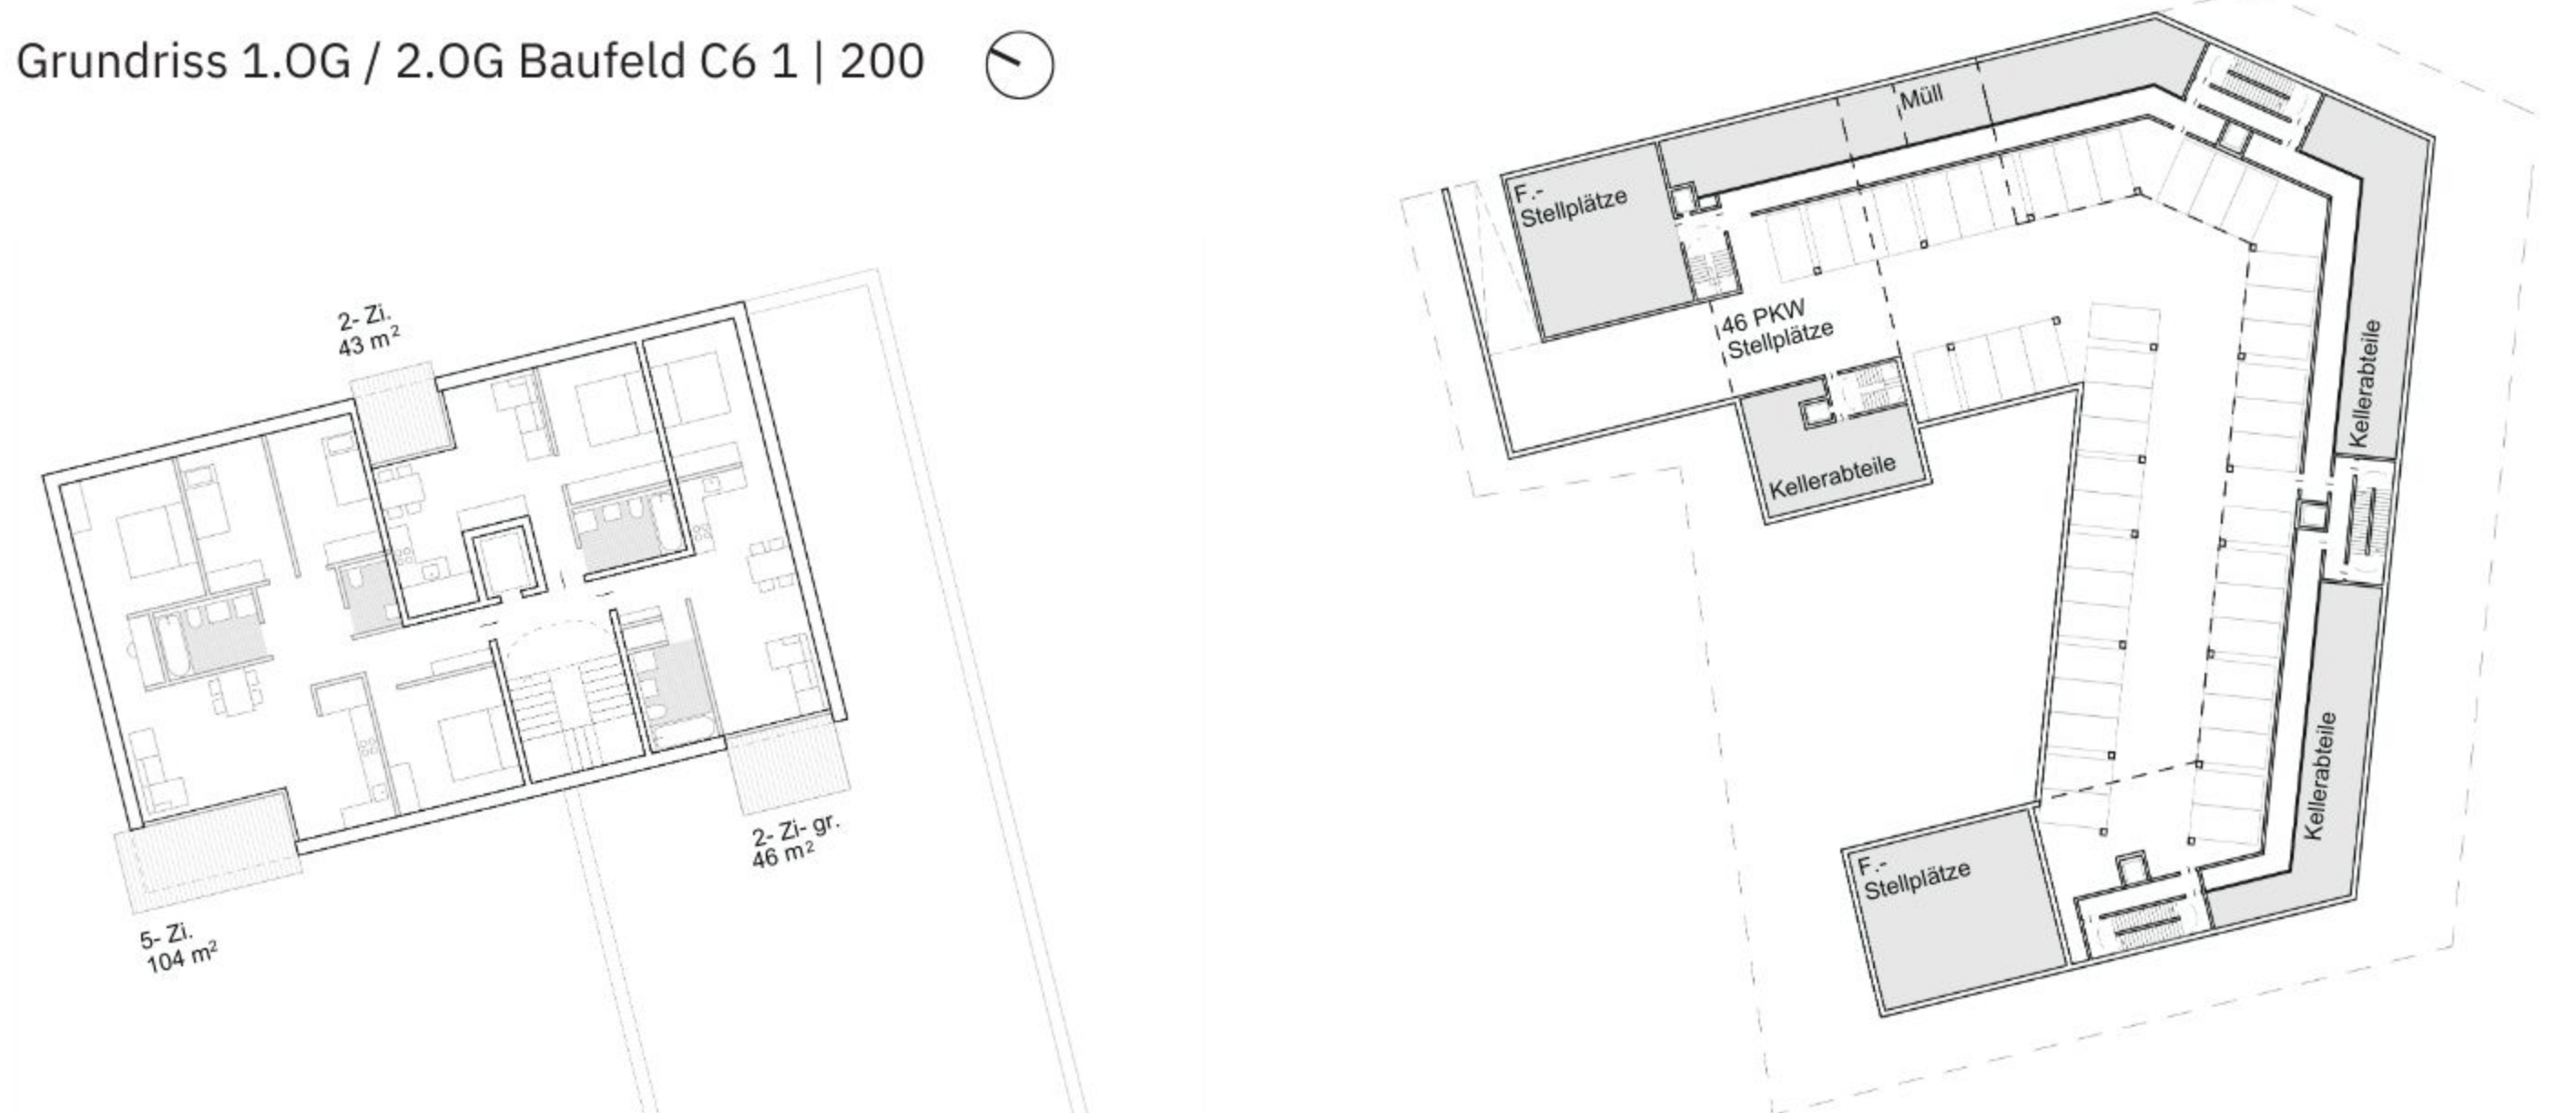 Grundriss 1.OG / 2.OG Baufeld C6 1 | 200
2- Zi.
43 m²
5- Zi.
104 m²
2- Zi- gr.
46 m²
Müll
F.-
Stellplätze
46 PKW
Stellplätze
Kellerabteile
Kellerabteile
Kellerabteile
F.-
Stellplätze